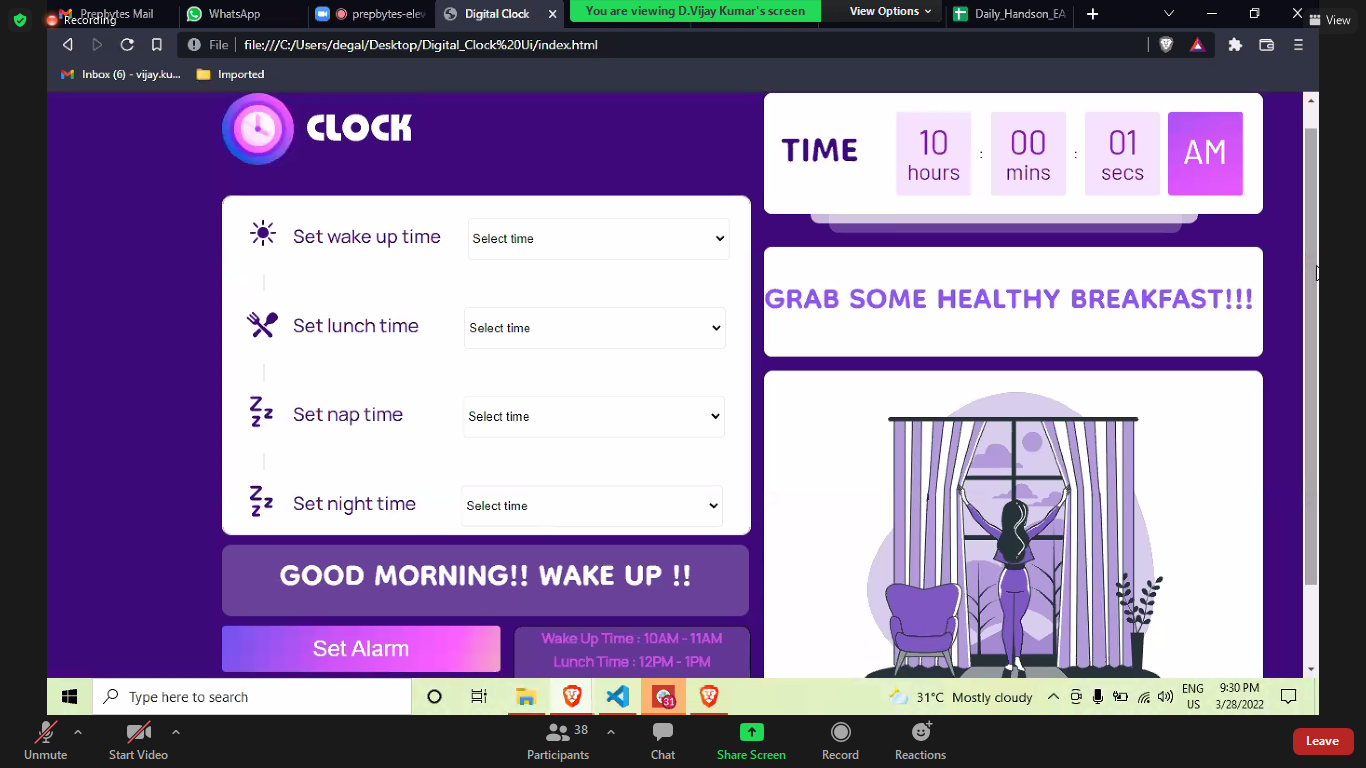 Prepbytes Mail
Recording
WhatsApp
prepbytes-elev
Digital Clock
You are viewing D.Vijay Kumar's screen
View Options
Daily_Handson_EA
View
File
file:///C:/Users/degal/Desktop/Digital_Clock%20Ui/index.html
Inbox (6) - vijay.ku...
Imported
CLOCK
TIME
10
hours
:
00
mins
:
01
secs
AM
Set wake up time
Select time
Set lunch time
Select time
Set nap time
Select time
Set night time
Select time
GRAB SOME HEALTHY BREAKFAST!!!
GOOD MORNING!! WAKE UP !!
Set Alarm
Wake Up Time : 10AM - 11AM
Lunch Time : 12PM - 1PM
Type here to search
31
31°C Mostly cloudy
ENG
US
9:30 PM
3/28/2022
Unmute
Start Video
Participants
38
Chat
Share Screen
Record
Reactions
Leave